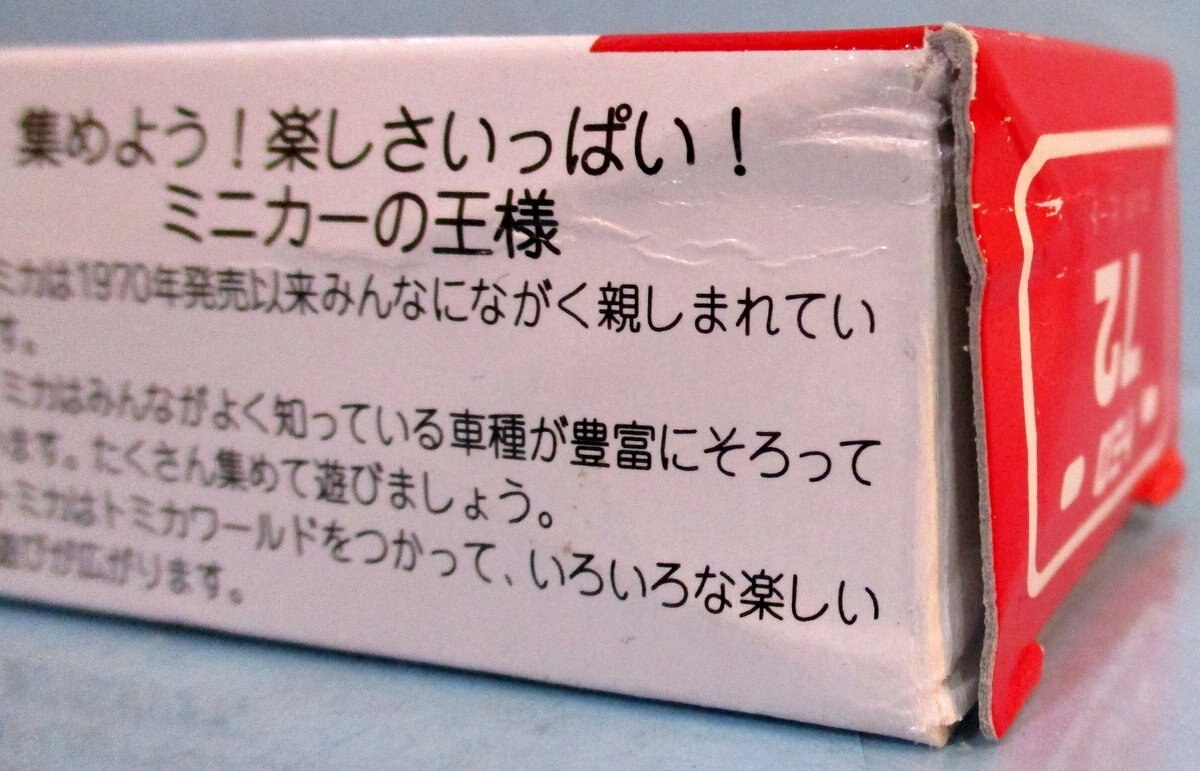 集めよう！楽しさいっぱい！
ミニカーの王様
ミカは1970年発売以来みんなにながく親しまれてい
す。
ミカはみんながよく知っている車種が豊富にそろって
ます。たくさん集めて遊びましょう。
トミカはトミカワールドをつかって、いろいろな楽しい
遊びが広がります。
72